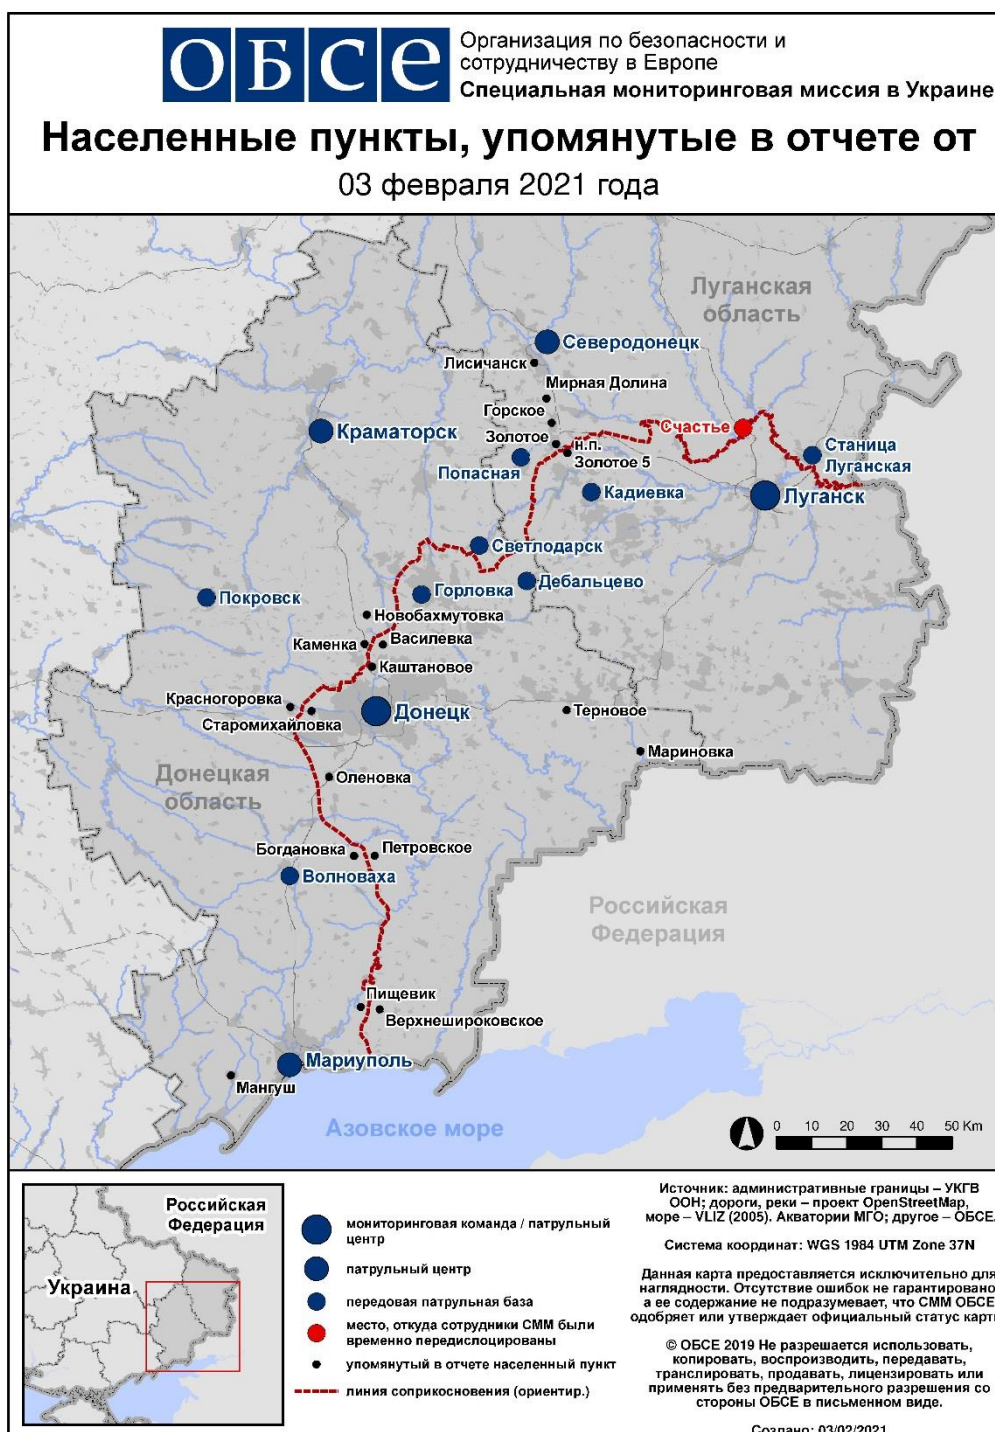 ОБСЕ
Организация по безопасности и
сотрудничеству в Европе
Специальная мониторинговая миссия в Украине
Населенные пункты, упомянутые в отчете от
03 февраля 2021 года
Луганская
область
Северодонецк
Лисичанск
Мирная Долина
Горское
Счастье
Краматорск
Золотое
н.п.
Золотое 5
Станица
Луганская
Попасная
Кадиевка
Луганск
Светлодарск
Дебальцево
Горловка
Покровск
Новобахмутовка
Каменка
Василевка
Каштановое
Красногоровка
Старомихайловка
Донецк
Терновое
Мариновка
Донецкая
область
Оленовка
Богдановка
Петровское
Волноваха
Российская
Федерация
Пищевик
Верхнешироковское
Мариуполь
Мангуш
Азовское море
0 10 20 30 40 50 Km
Российская
Федерация
Украина
мониторинговая команда / патрульный
центр
патрульный центр
передовая патрульная база
место, откуда сотрудники СММ были
временно передислоцированы
упомянутый в отчете населенный пункт
линия соприкосновения (ориентир.)
Источник: административные границы – УКГВ
ООН; дороги, реки – проект OpenStreetMap,
море – VLIZ (2005). Акватории МГО; другое – ОБСЕ.
Система координат: WGS 1984 UTM Zone 37N
Данная карта предоставляется исключительно для
наглядности. Отсутствие ошибок не гарантировано
а ее содержание не подразумевает, что СММ ОБСЕ
одобряет или утверждает официальный статус карт
© ОБСЕ 2019 Не разрешается использовать,
копировать, воспроизводить, передавать,
транслировать, продавать, лицензировать или
применять без предварительного разрешения со
стороны ОБСЕ в письменном виде.
Создано: 03/02/2021